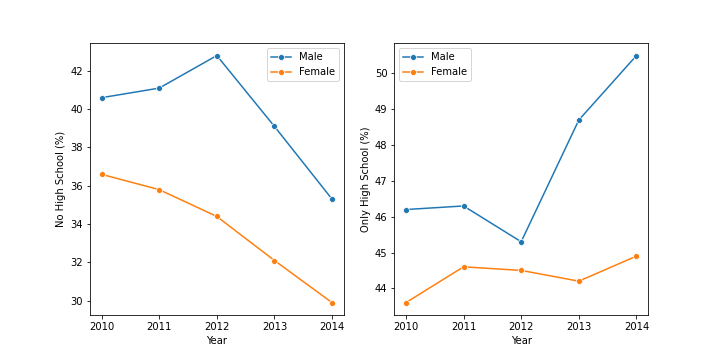 No High School (%)
42
40
38
36
34
32
30
2010 2011 2012 2013 2014
Year
Male
Female
Only High School (%)
50
49
48
47
46
45
44
2010 2011 2012 2013 2014
Year
Male
Female